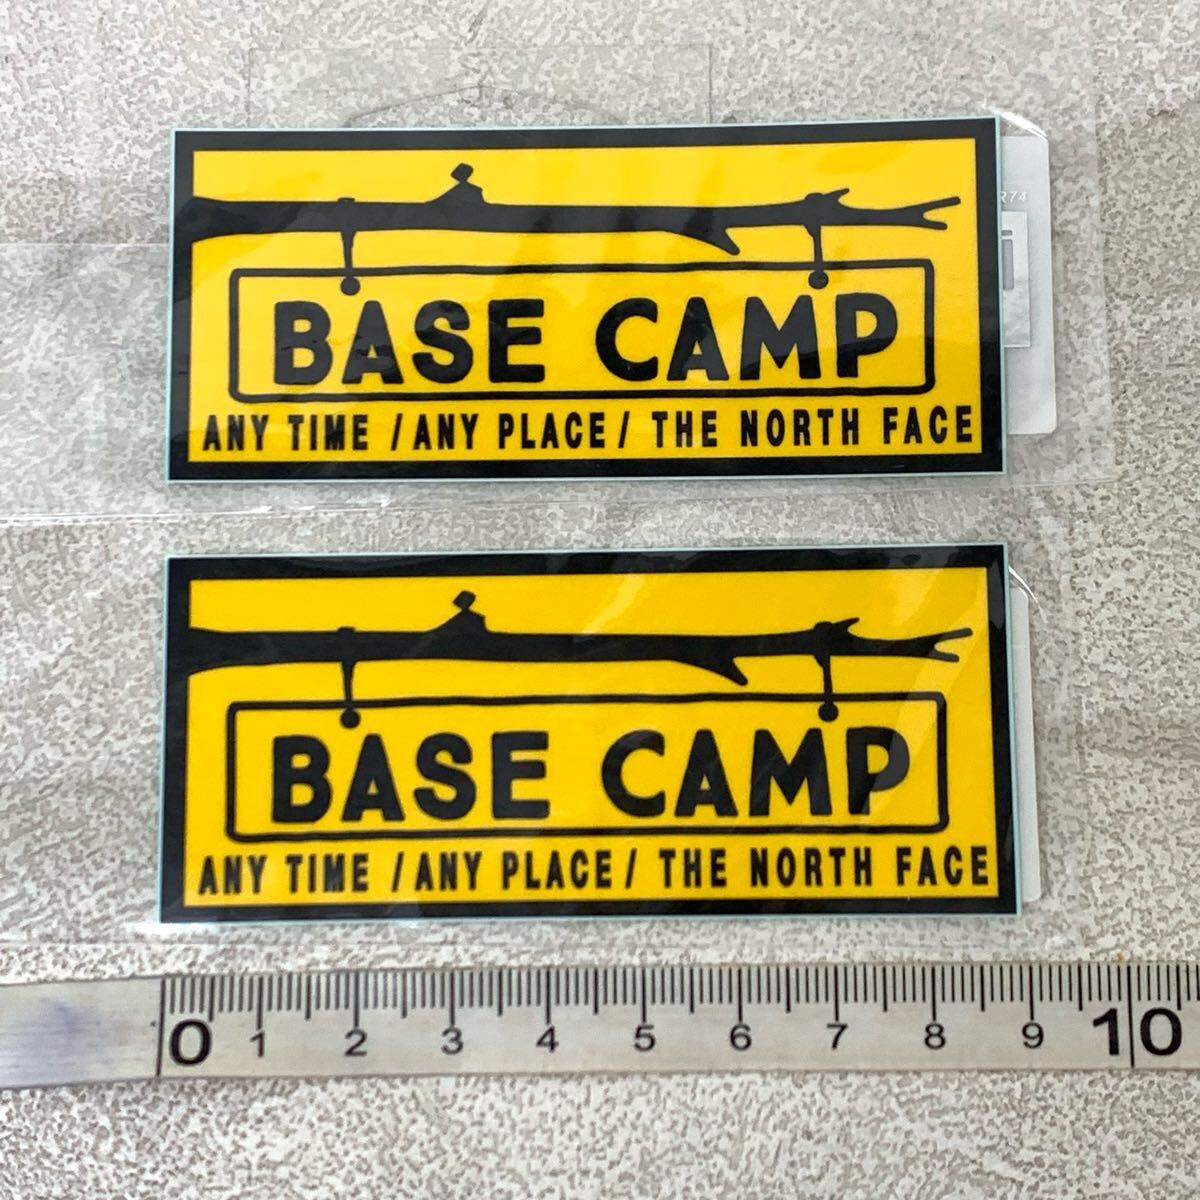 R74
BASE CAMP
ANY TIME / ANY PLACE / THE NORTH FACE
BASE CAMP
ANY TIME / ANY PLACE / THE NORTH FACE
0 1 2 3 4 5 6 7 8 9 10